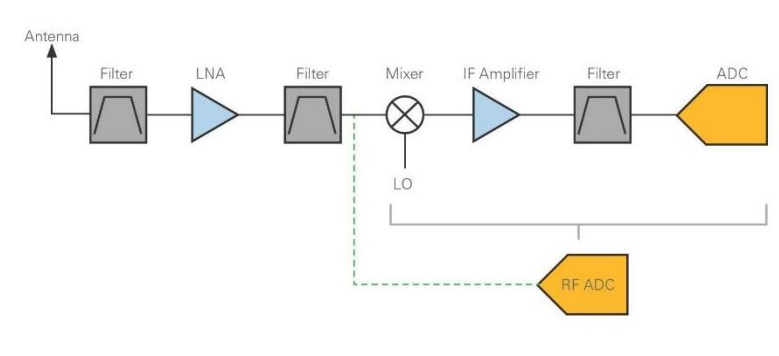 Antenna
Filter
LNA
Filter
Mixer
IF Amplifier
Filter
ADC
LO
RF ADC